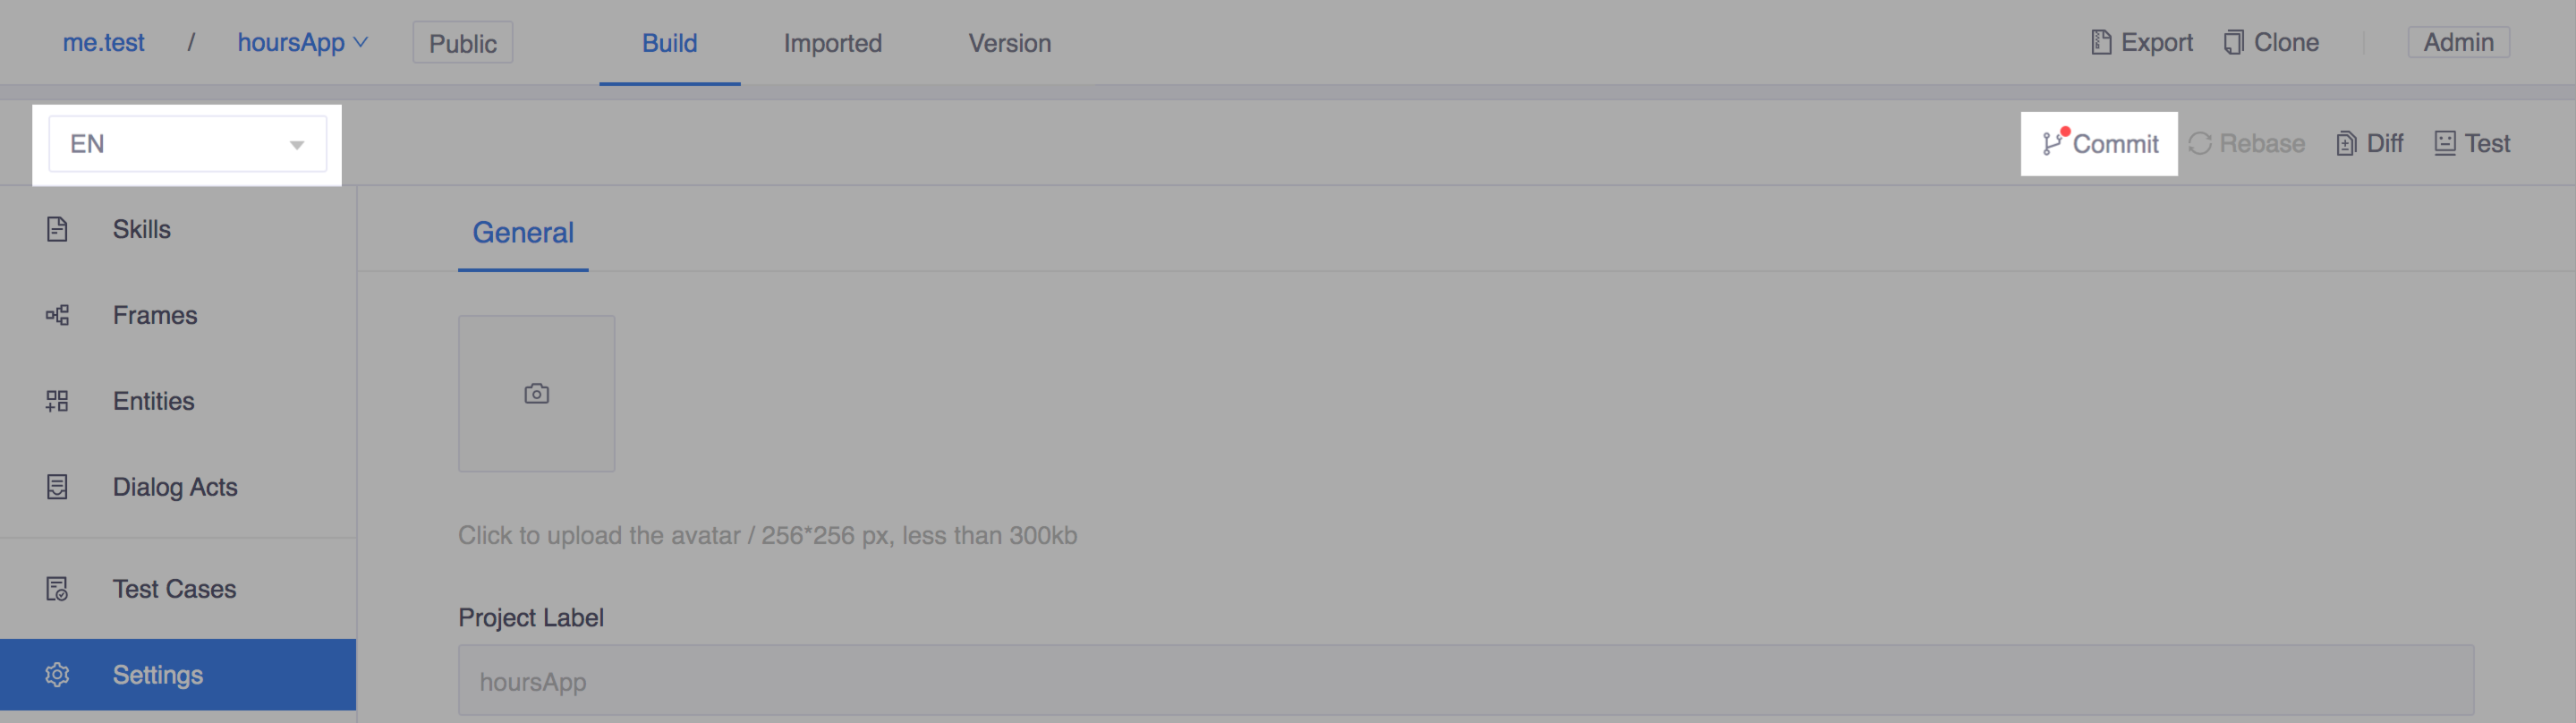 me.test / hoursApp Public Build Imported Version Export Clone Admin
EN Commit Rebase Diff Test
Skills
General
Frames
Entities
Dialog Acts
Click to upload the avatar / 256*256 px, less than 300kb
Test Cases
Project Label
Settings
hoursApp